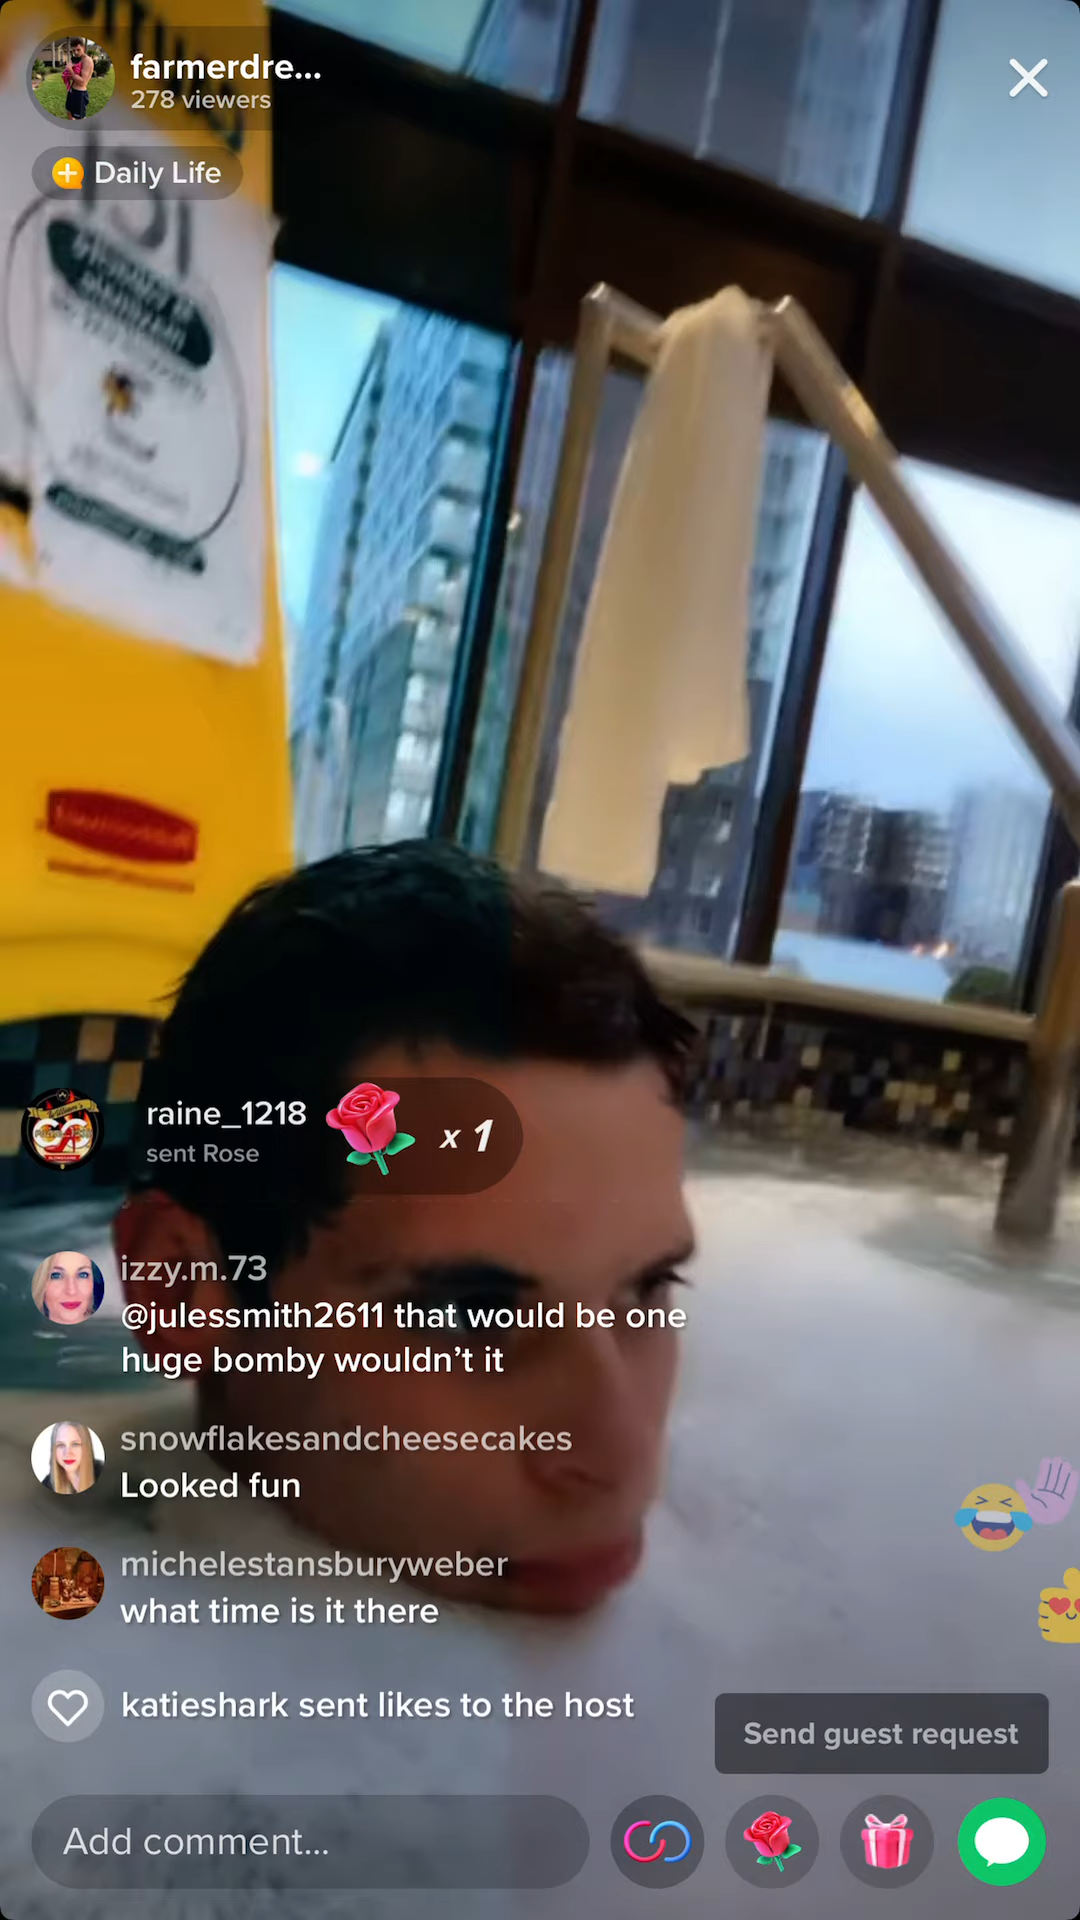 farmerdre...
278 viewers
Daily Life
raine_1218
sent Rose
x 1
izzy.m.73
@julessmith2611 that would be one
huge bomby wouldn't it
snowflakesandcheesecakes
Looked fun
michelestansburyweber
what time is it there
katieshark sent likes to the host
Send guest request
Add comment...